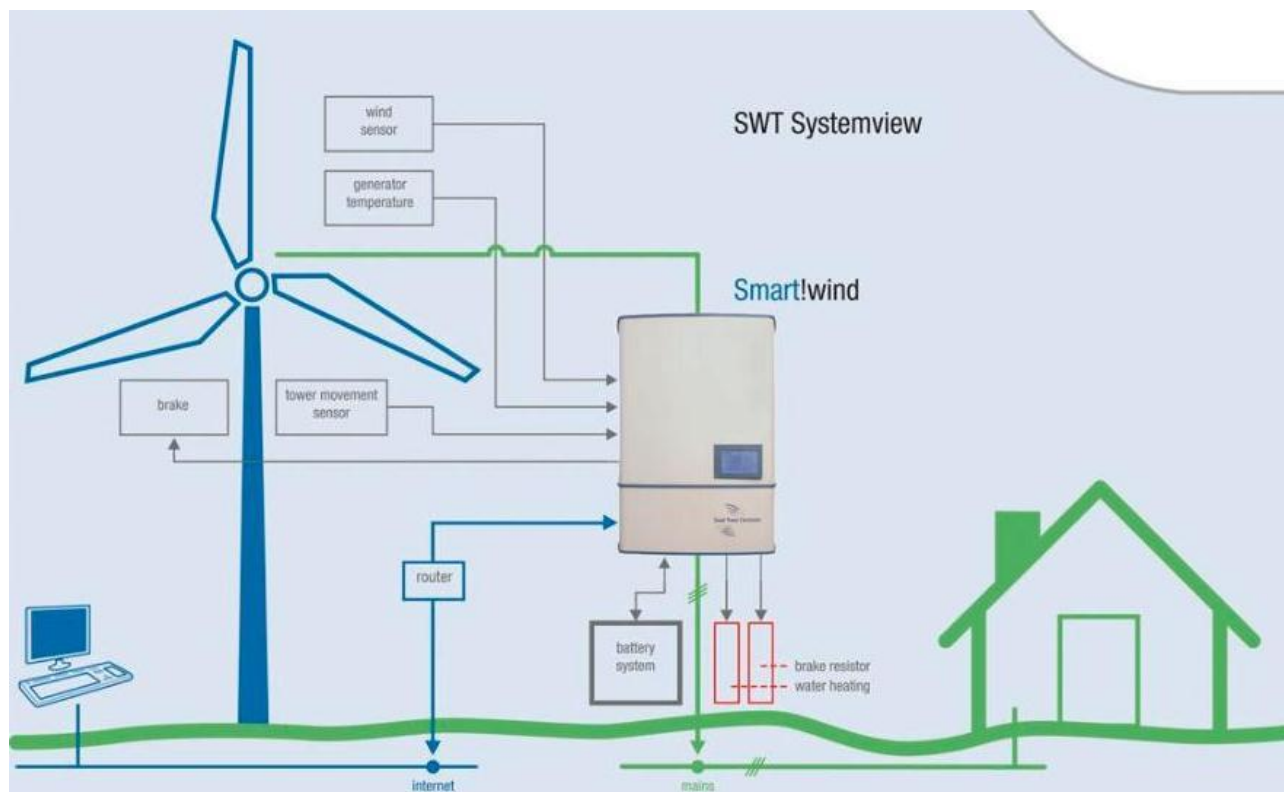 wind
sensor
SWT Systemview
generator
temperature
Smart!wind
brake
tower movement
sensor
router
battery
system
brake resistor
water heating
internet
mains